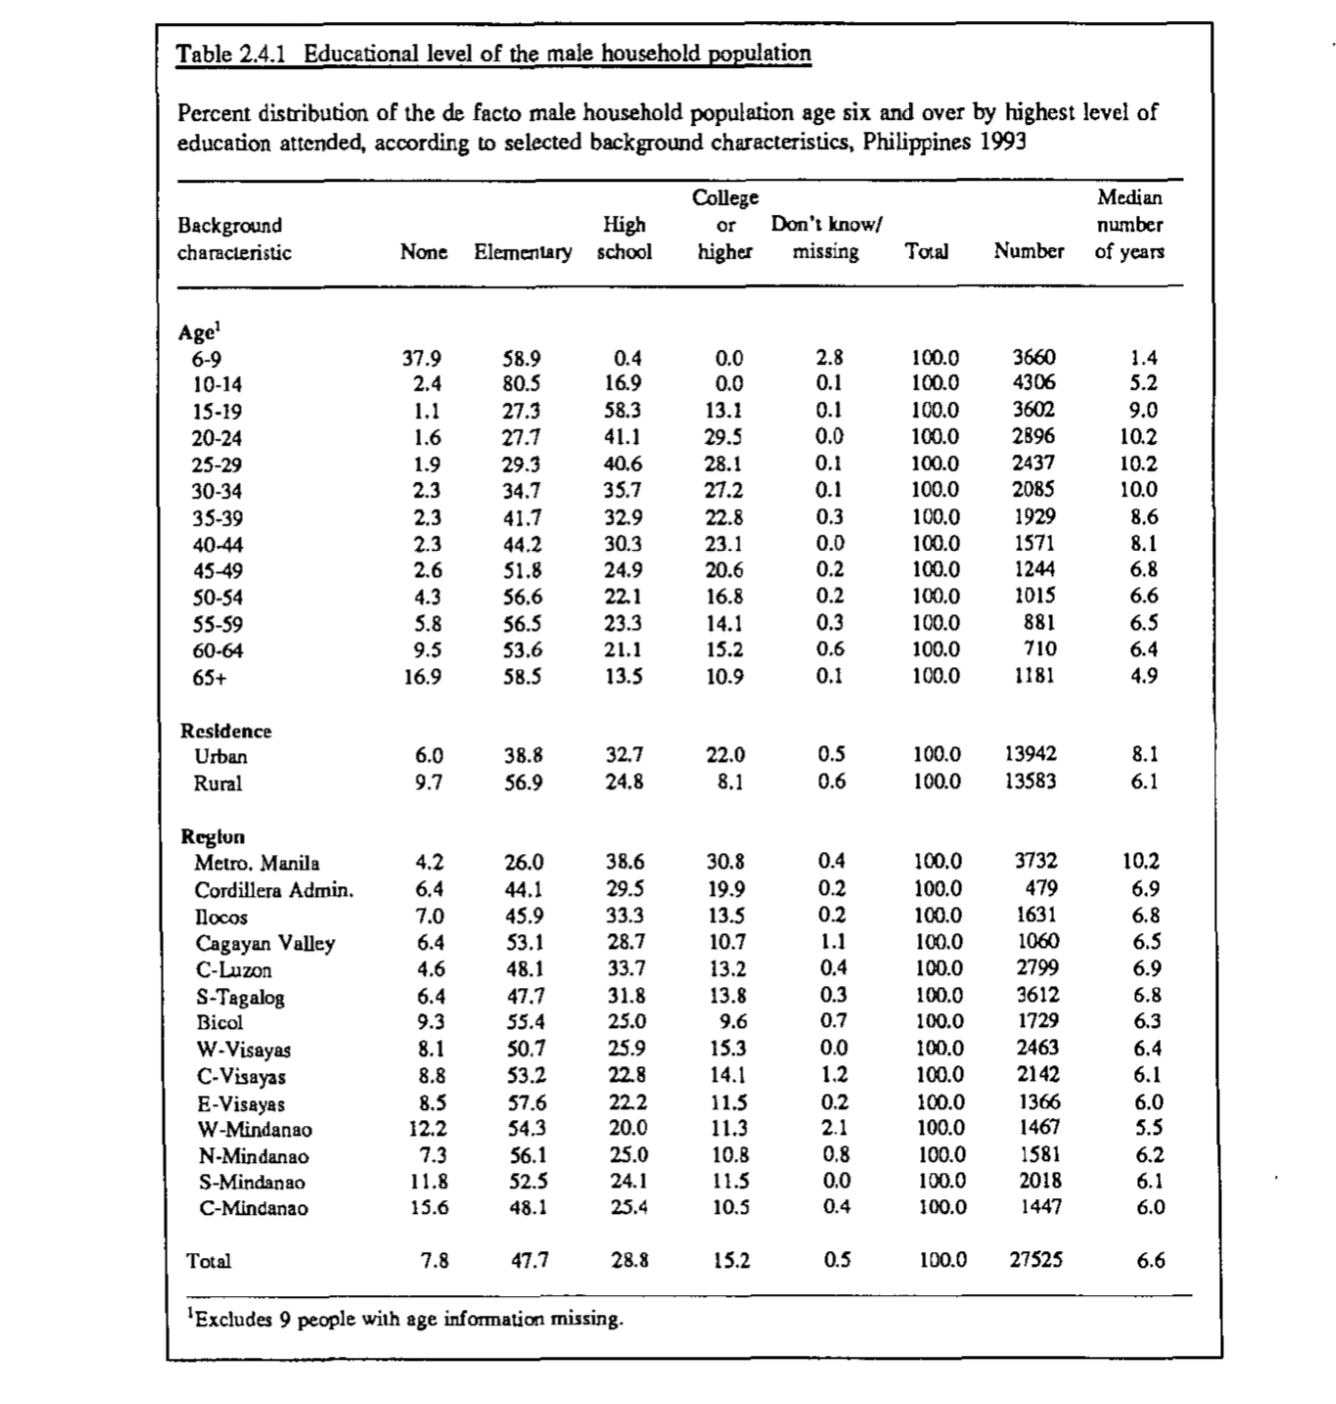 Table 2.4.1 Educational level of the male household population
Percent distribution of the de facto male household population age six and over by highest level of
education attended, according to selected background characteristics, Philippines 1993
College Median
Background High or Don't know/ number
characteristic None Elementary school higher missing Total Number of years
Age¹
6-9 37.9 58.9 0.4 0.0 2.8 100.0 3660 1.4
10-14 2.4 80.5 16.9 0.0 0.1 100.0 4306 5.2
15-19 1.1 27.3 58.3 13.1 0.1 100.0 3602 9.0
20-24 1.6 27.7 41.1 29.5 0.0 100.0 2896 10.2
25-29 1.9 29.3 40.6 28.1 0.1 100.0 2437 10.2
30-34 2.3 34.7 35.7 27.2 0.1 100.0 2085 10.0
35-39 2.3 41.7 32.9 22.8 0.3 100.0 1929 8.6
40-44 2.3 44.2 30.3 23.1 0.0 100.0 1571 8.1
45-49 2.6 51.8 24.9 20.6 0.2 100.0 1244 6.8
50-54 4.3 56.6 22.1 16.8 0.2 100.0 1015 6.6
55-59 5.8 56.5 23.3 14.1 0.3 100.0 881 6.5
60-64 9.5 53.6 21.1 15.2 0.6 100.0 710 6.4
65+ 16.9 58.5 13.5 10.9 0.1 100.0 1181 4.9
Residence
Urban 6.0 38.8 32.7 22.0 0.5 100.0 13942 8.1
Rural 9.7 56.9 24.8 8.1 0.6 100.0 13583 6.1
Region
Metro. Manila 4.2 26.0 38.6 30.8 0.4 100.0 3732 10.2
Cordillera Admin. 6.4 44.1 29.5 19.9 0.2 100.0 479 6.9
Ilocos 7.0 45.9 33.3 13.5 0.2 100.0 1631 6.8
Cagayan Valley 6.4 53.1 28.7 10.7 1.1 100.0 1060 6.5
C-Luzon 4.6 48.1 33.7 13.2 0.4 100.0 2799 6.9
S-Tagalog 6.4 47.7 31.8 13.8 0.3 100.0 3612 6.8
Bicol 9.3 55.4 25.0 9.6 0.7 100.0 1729 6.3
W-Visayas 8.1 50.7 25.9 15.3 0.0 100.0 2463 6.4
C-Visayas 8.8 53.2 22.8 14.1 1.2 100.0 2142 6.1
E-Visayas 8.5 57.6 22.2 11.5 0.2 100.0 1366 6.0
W-Mindanao 12.2 54.3 20.0 11.3 2.1 100.0 1467 5.5
N-Mindanao 7.3 56.1 25.0 10.8 0.8 100.0 1581 6.2
S-Mindanao 11.8 52.5 24.1 11.5 0.0 100.0 2018 6.1
C-Mindanao 15.6 48.1 25.4 10.5 0.4 100.0 1447 6.0
Total 7.8 47.7 28.8 15.2 0.5 100.0 27525 6.6
¹Excludes 9 people with age information missing.